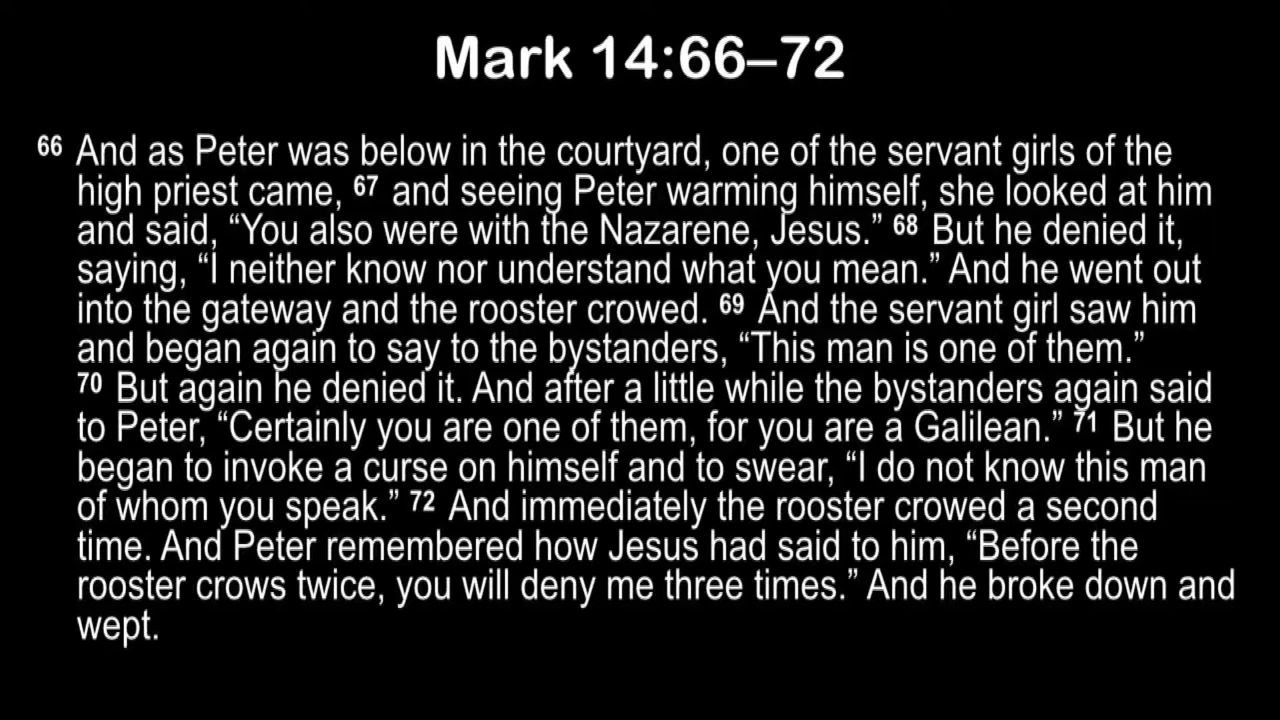 Mark 14:66–72
66 And as Peter was below in the courtyard, one of the servant girls of the
high priest came, 67 and seeing Peter warming himself, she looked at him
and said, “You also were with the Nazarene, Jesus.” 68 But he denied it,
saying, “I neither know nor understand what you mean.” And he went out
into the gateway and the rooster crowed. 69 And the servant girl saw him
and began again to say to the bystanders, “This man is one of them.”
70 But again he denied it. And after a little while the bystanders again said
to Peter, “Certainly you are one of them, for you are a Galilean.” 71 But he
began to invoke a curse on himself and to swear, “I do not know this man
of whom you speak.” 72 And immediately the rooster crowed a second
time. And Peter remembered how Jesus had said to him, “Before the
rooster crows twice, you will deny me three times.” And he broke down and
wept.